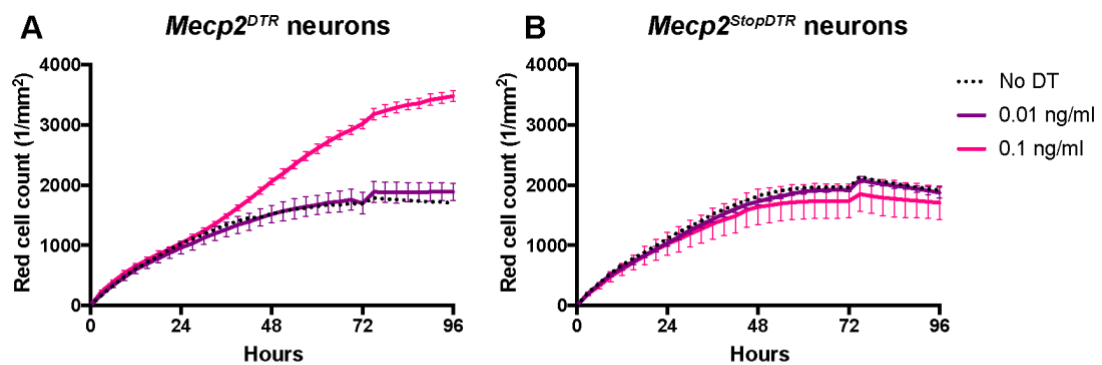 A
Mecp2DTR neurons
Red cell count (1/mm²)
4000
3000
2000
1000
0
0
24
48
72
96
Hours
B
Mecp2StopDTR neurons
Red cell count (1/mm²)
4000
3000
2000
1000
0
0
24
48
72
96
Hours
No DT
0.01 ng/ml
0.1 ng/ml